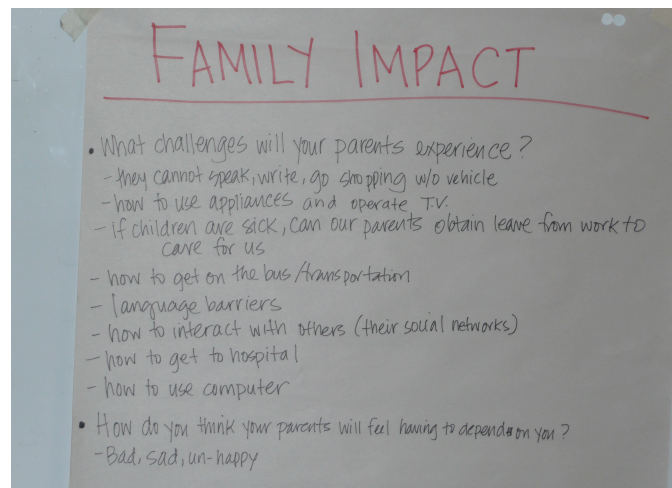 FAMILY IMPACT
• What challenges will your parents experience?
- they cannot speak, write, go shopping w/o vehicle
- how to use appliances and operate T.V.
- if children are sick, can our parents obtain leave from work to
care for us
- how to get on the bus/transportation
- language barriers
- how to interact with others (their social networks)
- how to get to hospital
- how to use computer
• How do you think your parents will feel having to depend on you?
- Bad, sad, un-happy